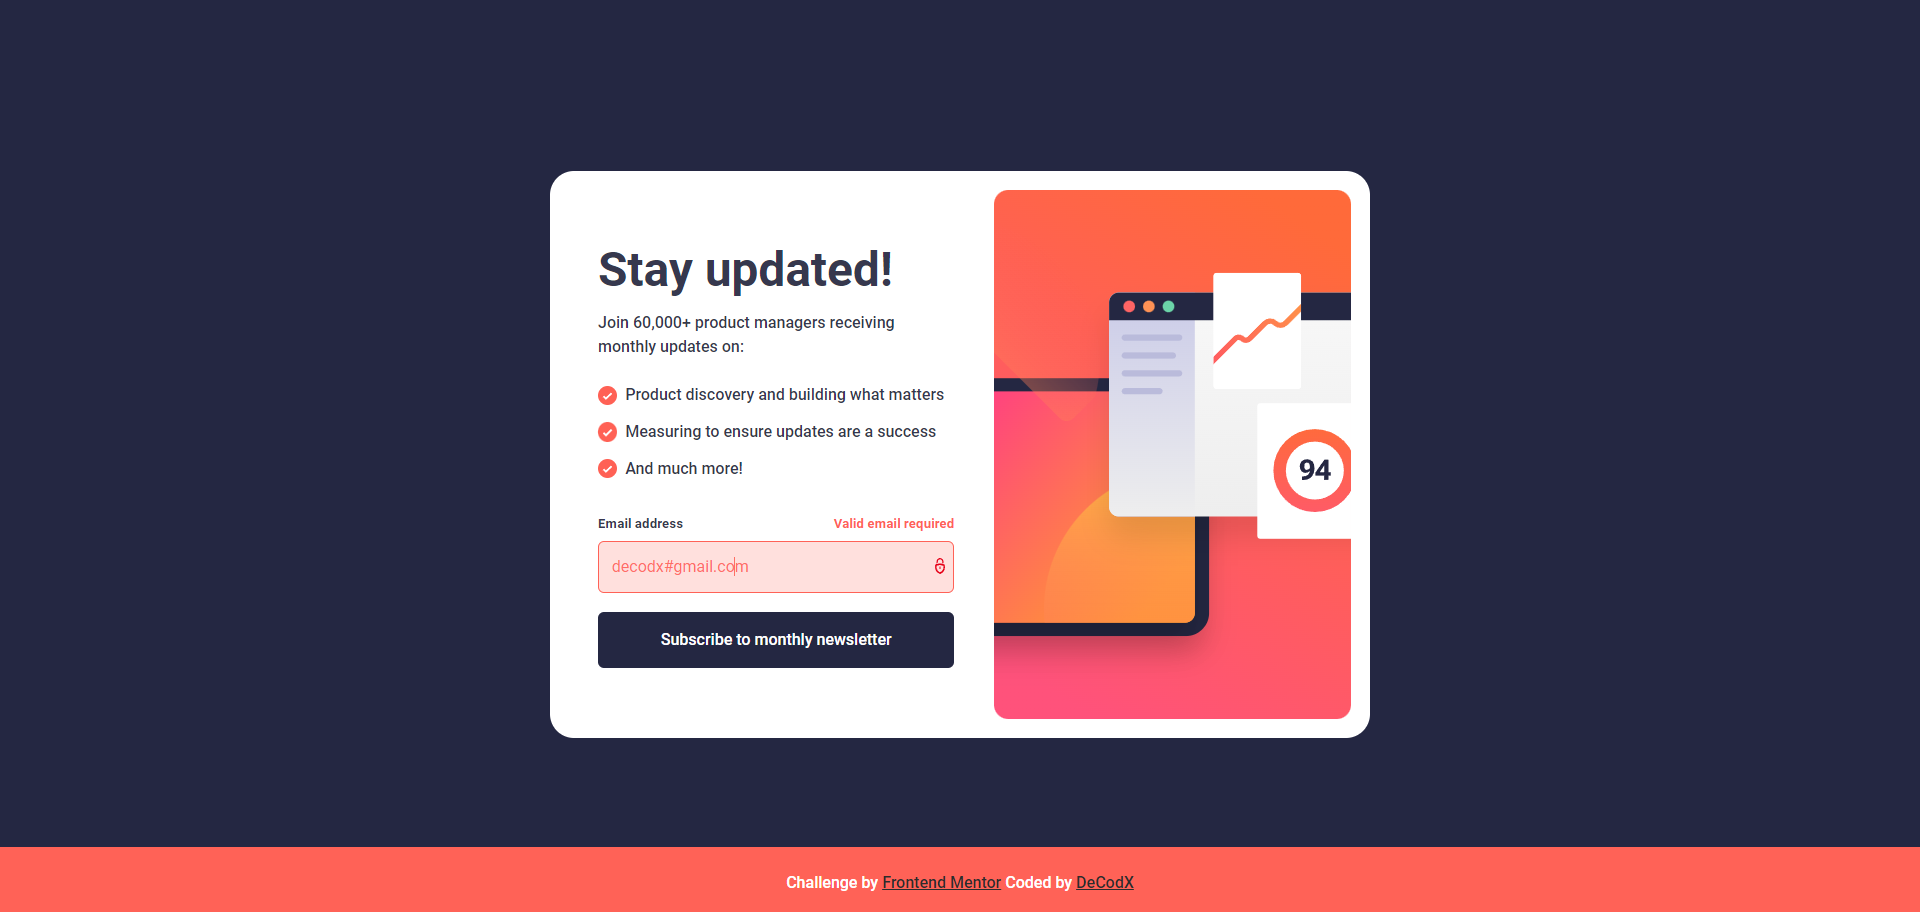 Stay updated!
Join 60,000+ product managers receiving
monthly updates on:
Product discovery and building what matters
Measuring to ensure updates are a success
And much more!
Email address
Valid email required
decodx#gmail.com
Subscribe to monthly newsletter
94
Challenge by Frontend Mentor Coded by DeCodX